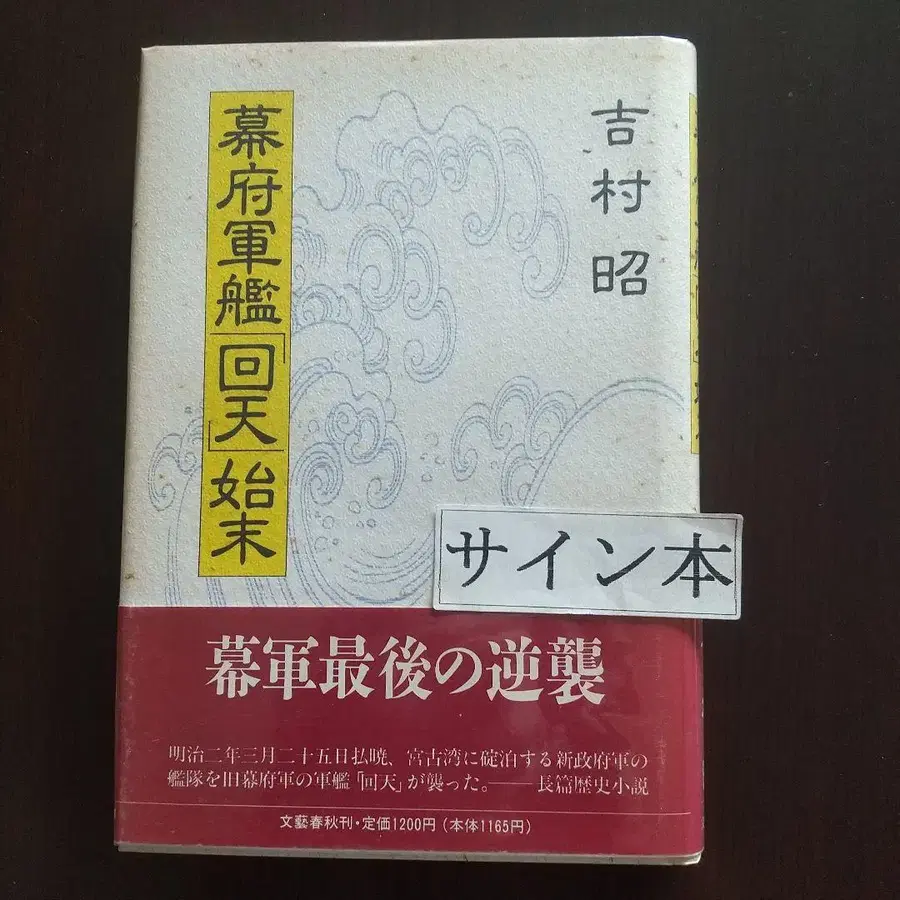 吉村昭
幕府軍艦「回天」始末
サイン本
幕軍最後の逆襲
明治二年三月二十五日払暁、宮古湾に碇泊する新政府軍の
艦隊を旧幕府軍の軍艦「回天」が襲った。――長篇歴史小説
文藝春秋刊・定価1200円(本体1165円)